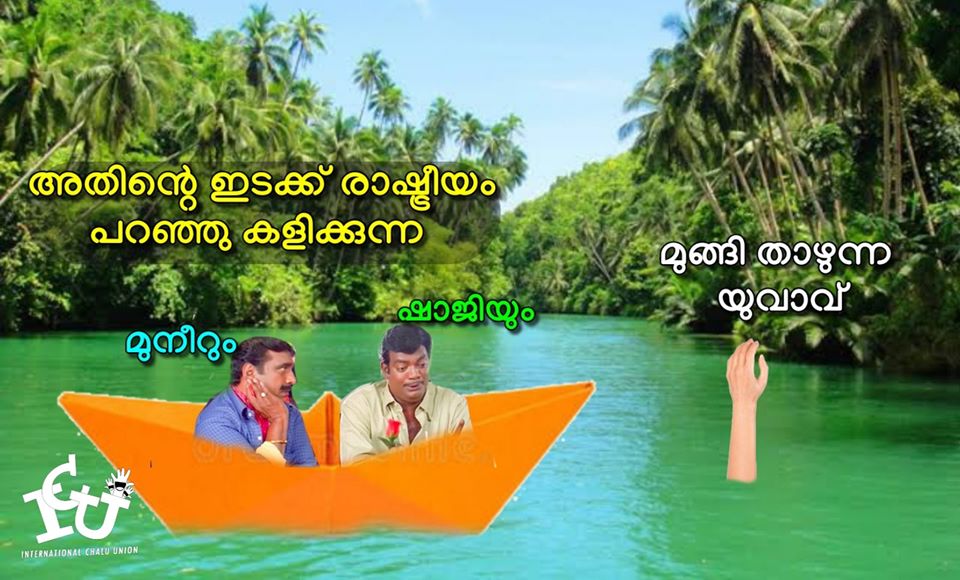 അതിന്റെ ഇടക്ക് രാഷ്ട്രീയം
പറഞ്ഞു കളിക്കുന്ന
മുനീറും
ഷാജിയും
മുങ്ങി താഴുന്ന
യുവാവ്
ICU
INTERNATIONAL CHALU UNION